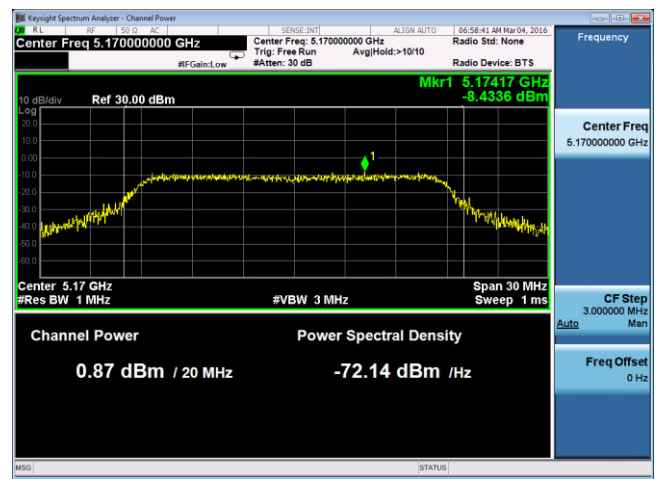 Keysight Spectrum Analyzer - Channel Power
RL RF 50 Ω AC SENSE:INT ALIGN AUTO 06:58:41 AM Mar 04, 2016
Center Freq 5.170000000 GHz
Center Freq: 5.170000000 GHz Radio Std: None
Trig: Free Run Avg|Hold:>10/10
#IFGain:Low #Atten: 30 dB Radio Device: BTS
Frequency
Mkr1 5.17417 GHz
-8.4336 dBm
10 dB/div Ref 30.00 dBm
Log
20.0
10.0
0.00
-10.0
-20.0
-30.0
-40.0
-50.0
-60.0
1
Center 5.17 GHz Span 30 MHz
#Res BW 1 MHz #VBW 3 MHz Sweep 1 ms
Channel Power Power Spectral Density
0.87 dBm / 20 MHz -72.14 dBm /Hz
Center Freq
5.170000000 GHz
CF Step
3.000000 MHz
Auto Man
Freq Offset
0 Hz
MSG STATUS